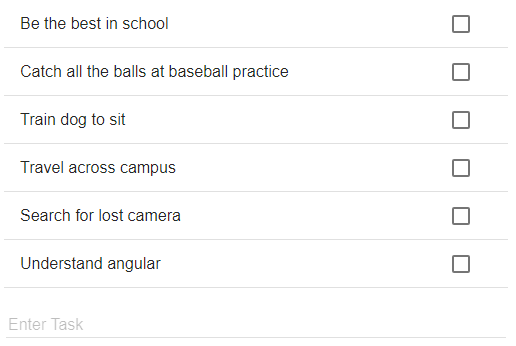 Be the best in school
Catch all the balls at baseball practice
Train dog to sit
Travel across campus
Search for lost camera
Understand angular
Enter Task